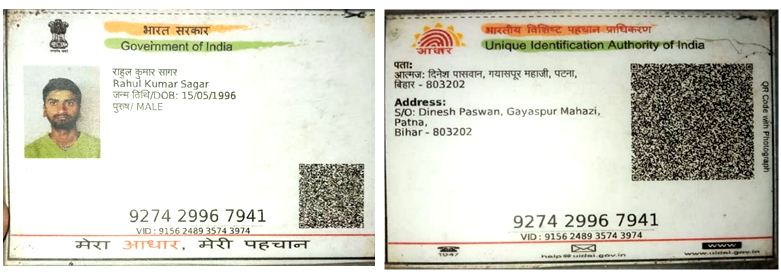 भारत सरकार
Government of India
राहुल कुमार सागर
Rahul Kumar Sagar
जन्म तिथि/DOB: 15/05/1996
पुरुष/ MALE
9274 2996 7941
VID : 9156 2489 3574 3974
मेरा आधार, मेरी पहचान
भारतीय विशिष्ट पहचान प्राधिकरण
Unique Identification Authority of India
आधार
पता:
आत्मज: दिनेश पासवान, गयासपुर महाजी, पटना,
बिहार - 803202
Address:
S/O: Dinesh Paswan, Gayaspur Mahazi,
Patna,
Bihar - 803202
QR Code with Photograph
9274 2996 7941
VID : 9156 2489 3574 3974
1947
help@uidai.gov.in
www
www.uidai.gov.in